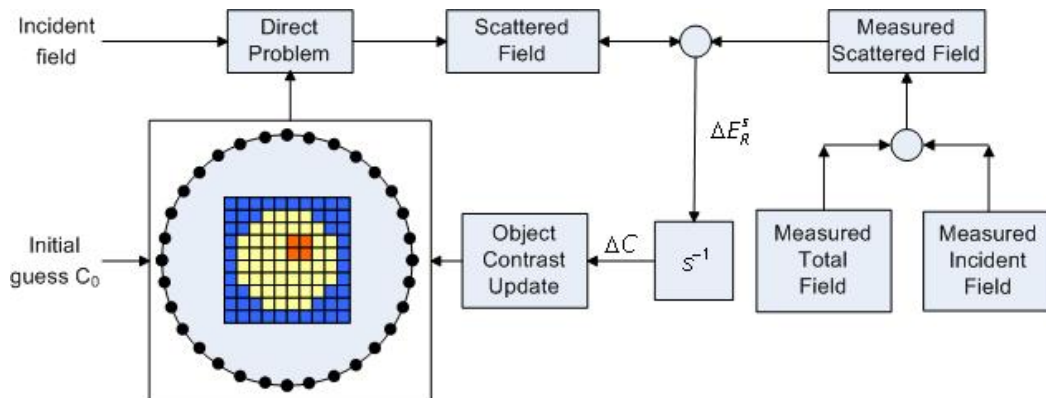 Incident
field
Direct
Problem
Scattered
Field
Measured
Scattered Field
ΔE_R^s
Initial
guess C₀
Object
Contrast
Update
ΔC
S⁻¹
Measured
Total
Field
Measured
Incident
Field